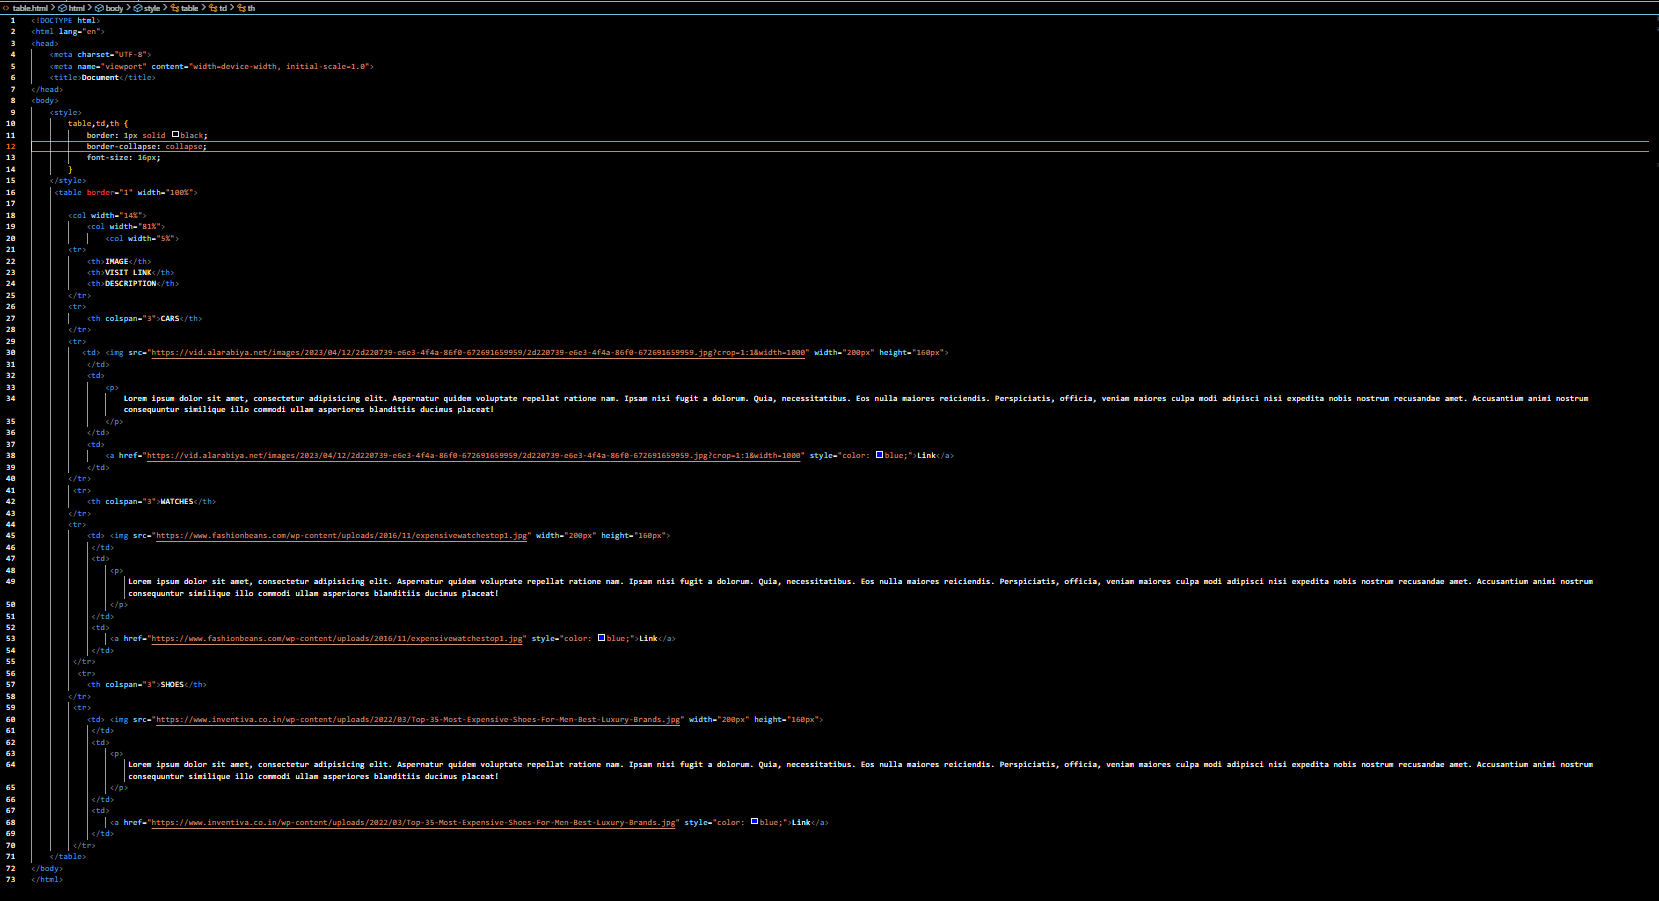 table.html > html > body > style > table > td > th
1 <!DOCTYPE html>
2 <html lang="en">
3 <head>
4 <meta charset="UTF-8">
5 <meta name="viewport" content="width=device-width, initial-scale=1.0">
6 <title>Document</title>
7 </head>
8 <body>
9 <style>
10 table,td,th {
11 border: 1px solid black;
12 border-collapse: collapse;
13 font-size: 16px;
14 }
15 </style>
16 <table border="1" width="100%">
17
18 <col width="14%">
19 <col width="81%">
20 <col width="5%">
21 <tr>
22 <th>IMAGE</th>
23 <th>VISIT LINK</th>
24 <th>DESCRIPTION</th>
25 </tr>
26 <tr>
27 <th colspan="3">CARS</th>
28 </tr>
29 <tr>
30 <td> <img src="https://vid.alarabiya.net/images/2023/04/12/2d220739-e6e3-4f4a-86f0-672691659959/2d220739-e6e3-4f4a-86f0-672691659959.jpg?crop=1:1&width=1000" width="200px" height="160px">
31 </td>
32 <td>
33 <p>
34 Lorem ipsum dolor sit amet, consectetur adipisicing elit. Aspernatur quidem voluptate repellat ratione nam. Ipsam nisi fugit a dolorum. Quia, necessitatibus. Eos nulla maiores reiciendis. Perspiciatis, officia, veniam maiores culpa modi adipisci nisi expedita nobis nostrum recusandae amet. Accusantium animi nostrum
consequuntur similique illo commodi ullam asperiores blanditiis ducimus placeat!
35 </p>
36 </td>
37 <td>
38 <a href="https://vid.alarabiya.net/images/2023/04/12/2d220739-e6e3-4f4a-86f0-672691659959/2d220739-e6e3-4f4a-86f0-672691659959.jpg?crop=1:1&width=1000" style="color: blue;">Link</a>
39 </td>
40 </tr>
41 <tr>
42 <th colspan="3">WATCHES</th>
43 </tr>
44 <tr>
45 <td> <img src="https://www.fashionbeans.com/wp-content/uploads/2016/11/expensivewatchestop1.jpg" width="200px" height="160px">
46 </td>
47 <td>
48 <p>
49 Lorem ipsum dolor sit amet, consectetur adipisicing elit. Aspernatur quidem voluptate repellat ratione nam. Ipsam nisi fugit a dolorum. Quia, necessitatibus. Eos nulla maiores reiciendis. Perspiciatis, officia, veniam maiores culpa modi adipisci nisi expedita nobis nostrum recusandae amet. Accusantium animi nostrum
consequuntur similique illo commodi ullam asperiores blanditiis ducimus placeat!
50 </p>
51 </td>
52 <td>
53 <a href="https://www.fashionbeans.com/wp-content/uploads/2016/11/expensivewatchestop1.jpg" style="color: blue;">Link</a>
54 </td>
55 </tr>
56 <tr>
57 <th colspan="3">SHOES</th>
58 </tr>
59 <tr>
60 <td> <img src="https://www.inventiva.co.in/wp-content/uploads/2022/03/Top-35-Most-Expensive-Shoes-For-Men-Best-Luxury-Brands.jpg" width="200px" height="160px">
61 </td>
62 <td>
63 <p>
64 Lorem ipsum dolor sit amet, consectetur adipisicing elit. Aspernatur quidem voluptate repellat ratione nam. Ipsam nisi fugit a dolorum. Quia, necessitatibus. Eos nulla maiores reiciendis. Perspiciatis, officia, veniam maiores culpa modi adipisci nisi expedita nobis nostrum recusandae amet. Accusantium animi nostrum
consequuntur similique illo commodi ullam asperiores blanditiis ducimus placeat!
65 </p>
66 </td>
67 <td>
68 <a href="https://www.inventiva.co.in/wp-content/uploads/2022/03/Top-35-Most-Expensive-Shoes-For-Men-Best-Luxury-Brands.jpg" style="color: blue;">Link</a>
69 </td>
70 </tr>
71 </table>
72 </body>
73 </html>